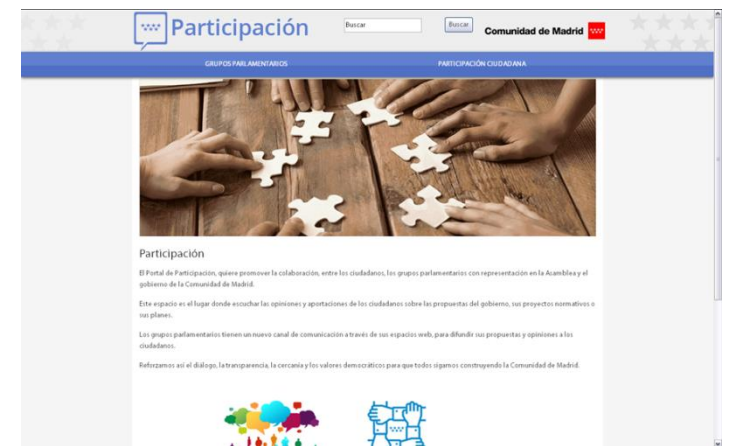 Participación
Buscar
Buscar
Comunidad de Madrid
GRUPOS PARLAMENTARIOS
PARTICIPACIÓN CIUDADANA
Participación
El Portal de Participación, quiere promover la colaboración, entre los ciudadanos, los grupos parlamentarios con representación en la Asamblea y el
gobierno de la Comunidad de Madrid.
Este espacio es el lugar donde escuchar las opiniones y aportaciones de los ciudadanos sobre las propuestas del gobierno, sus proyectos normativos o
sus planes.
Los grupos parlamentarios tienen un nuevo canal de comunicación a través de sus espacios web, para difundir sus propuestas y opiniones a los
ciudadanos.
Reforzamos así el diálogo, la transparencia, la cercanía y los valores democráticos para que todos sigamos construyendo la Comunidad de Madrid.